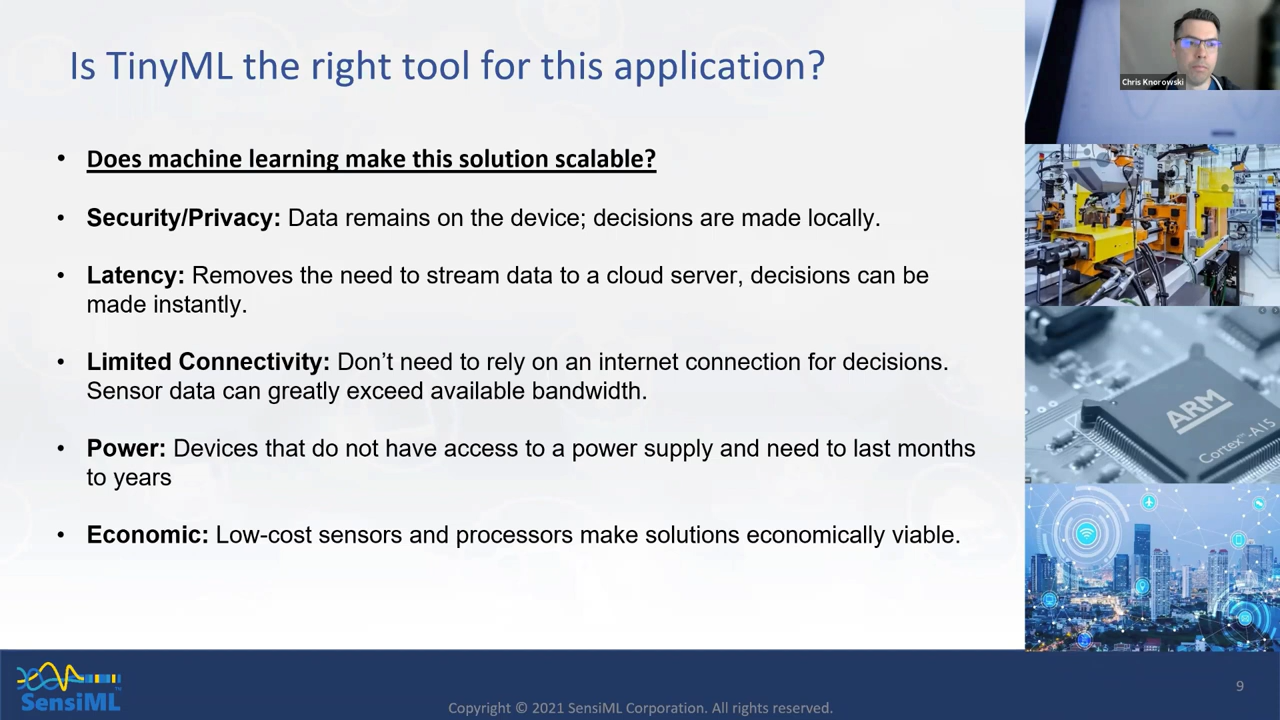 Is TinyML the right tool for this application?
Chris Knorowski
• Does machine learning make this solution scalable?
• Security/Privacy: Data remains on the device; decisions are made locally.
• Latency: Removes the need to stream data to a cloud server, decisions can be
made instantly.
• Limited Connectivity: Don’t need to rely on an internet connection for decisions.
Sensor data can greatly exceed available bandwidth.
• Power: Devices that do not have access to a power supply and need to last months
to years
• Economic: Low-cost sensors and processors make solutions economically viable.
ARM
Cortex™-A15
SensiML™
Copyright © 2021 SensiML Corporation. All rights reserved.
9